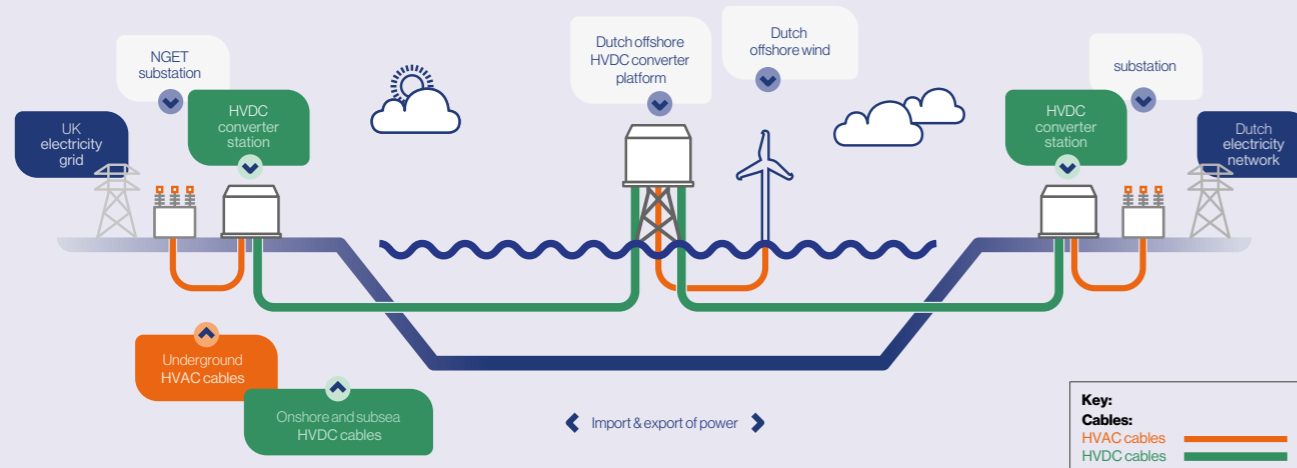 NGET
substation
HVDC
converter
station
UK
electricity
grid
Dutch offshore
HVDC converter
platform
Dutch
offshore wind
substation
HVDC
converter
station
Dutch
electricity
network
Underground
HVAC cables
Onshore and subsea
HVDC cables
Import & export of power
Key:
Cables:
HVAC cables
HVDC cables